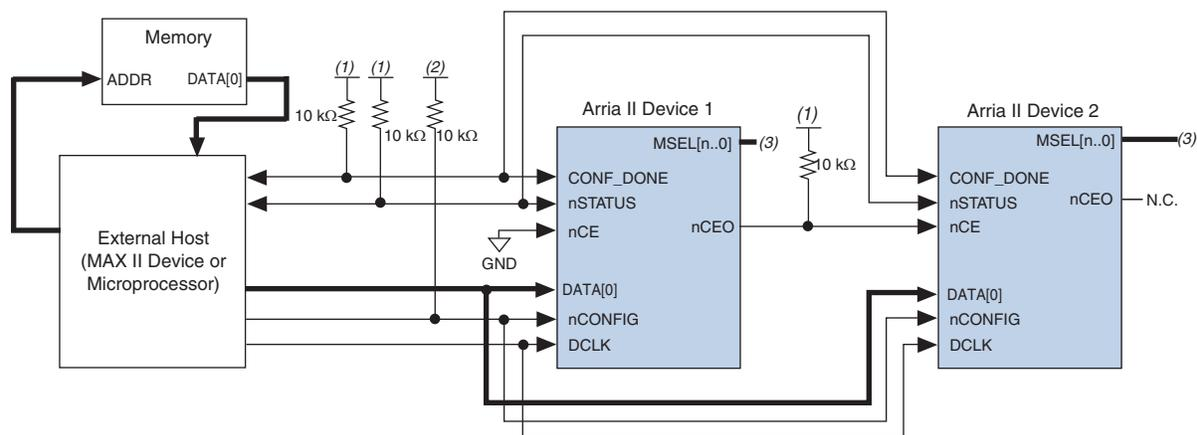 Memory
ADDR
DATA[0]
(1)
(1)
(2)
10 kΩ
10 kΩ
10 kΩ
External Host
(MAX II Device or
Microprocessor)
GND
Arria II Device 1
MSEL[n..0]
(3)
CONF_DONE
nSTATUS
nCE
nCEO
DATA[0]
nCONFIG
DCLK
(1)
10 kΩ
Arria II Device 2
MSEL[n..0]
(3)
CONF_DONE
nSTATUS
nCEO
N.C.
nCE
DATA[0]
nCONFIG
DCLK